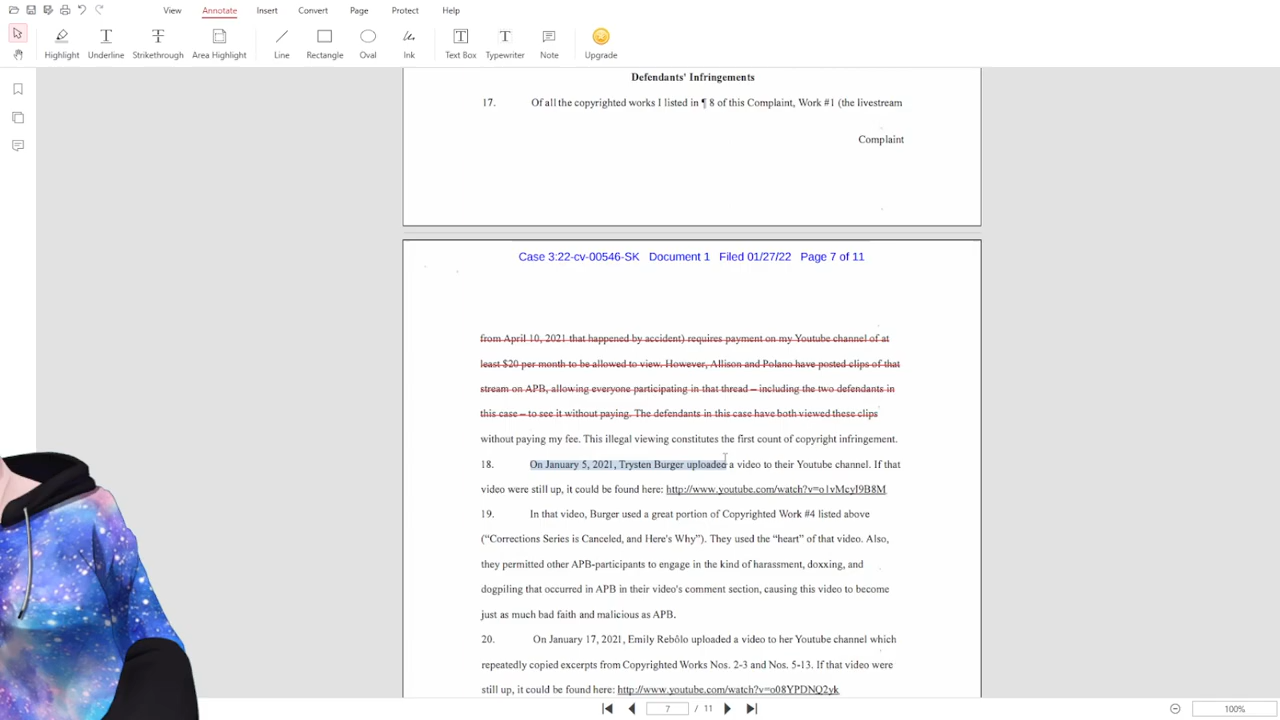 View Annotate Insert Convert Page Protect Help
Highlight Underline Strikethrough Area Highlight Line Rectangle Oval Ink Text Box Typewriter Note Upgrade
Defendants' Infringements
17. Of all the copyrighted works I listed in ¶ 8 of this Complaint, Work #1 (the livestream
Complaint
Case 3:22-cv-00546-SK Document 1 Filed 01/27/22 Page 7 of 11
from April 10, 2021 that happened by accident) requires payment on my Youtube channel of at
least $20 per month to be allowed to view. However, Allison and Polano have posted clips of that
stream on APB, allowing everyone participating in that thread – including the two defendants in
this case – to see it without paying. The defendants in this case have both viewed these clips
without paying my fee. This illegal viewing constitutes the first count of copyright infringement.
18. On January 5, 2021, Trysten Burger uploaded a video to their Youtube channel. If that
video were still up, it could be found here: http://www.youtube.com/watch?v=o1vMcyI9B8M
19. In that video, Burger used a great portion of Copyrighted Work #4 listed above
(“Corrections Series is Canceled, and Here's Why”). They used the “heart” of that video. Also,
they permitted other APB-participants to engage in the kind of harassment, doxxing, and
dogpiling that occurred in APB in their video's comment section, causing this video to become
just as much bad faith and malicious as APB.
20. On January 17, 2021, Emily Rebôlo uploaded a video to her Youtube channel which
repeatedly copied excerpts from Copyrighted Works Nos. 2-3 and Nos. 5-13. If that video were
still up, it could be found here: http://www.youtube.com/watch?v=o08YPDNQ2yk
7 / 11 100%